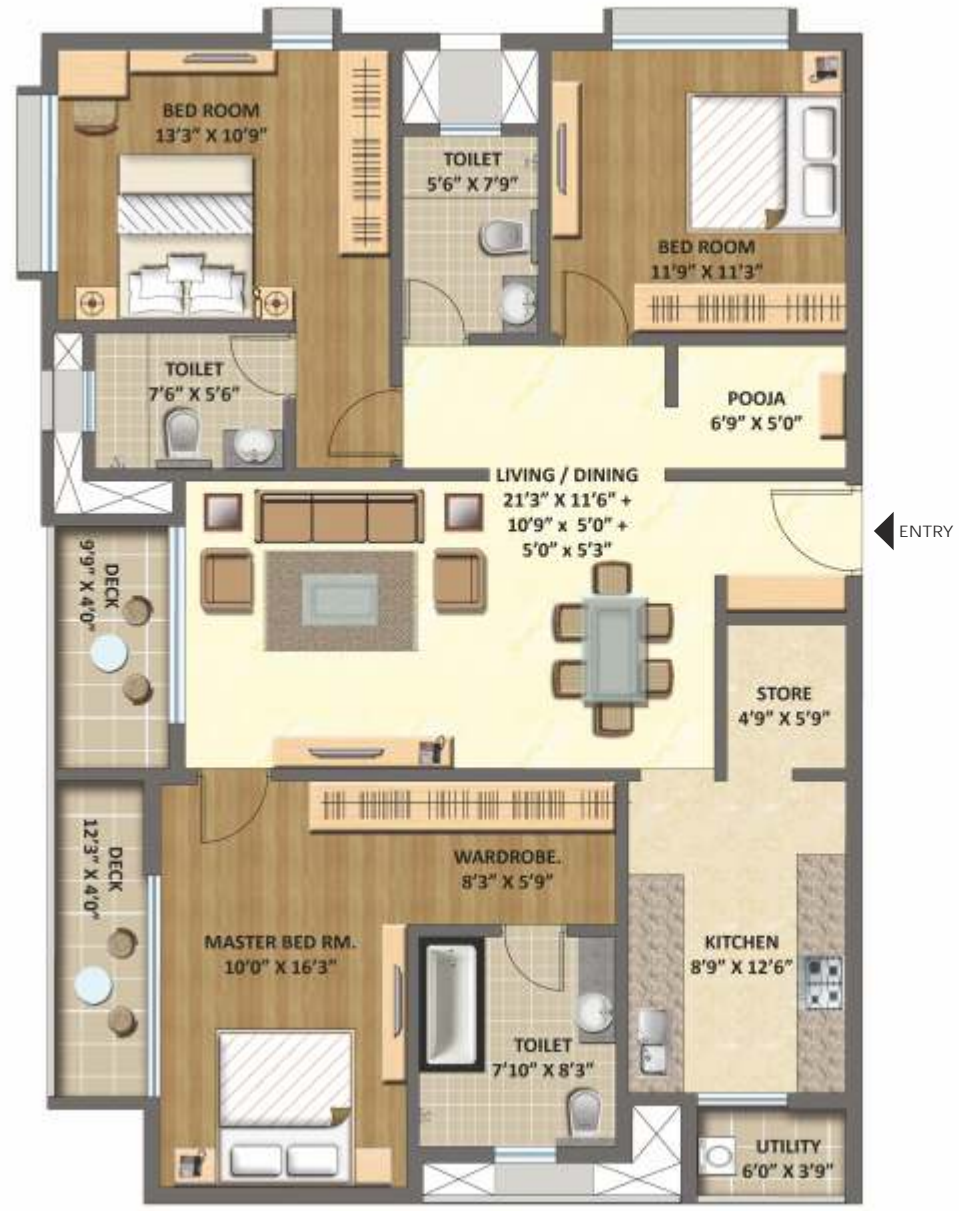 BED ROOM
13'3" X 10'9"
TOILET
5'6" X 7'9"
BED ROOM
11'9" X 11'3"
TOILET
7'6" X 5'6"
POOJA
6'9" X 5'0"
LIVING / DINING
21'3" X 11'6" +
10'9" x 5'0" +
5'0" x 5'3"
ENTRY
DECK
9'9" X 4'0"
STORE
4'9" X 5'9"
DECK
12'3" X 4'0"
WARDROBE.
8'3" X 5'9"
MASTER BED RM.
10'0" X 16'3"
KITCHEN
8'9" X 12'6"
TOILET
7'10" X 8'3"
UTILITY
6'0" X 3'9"